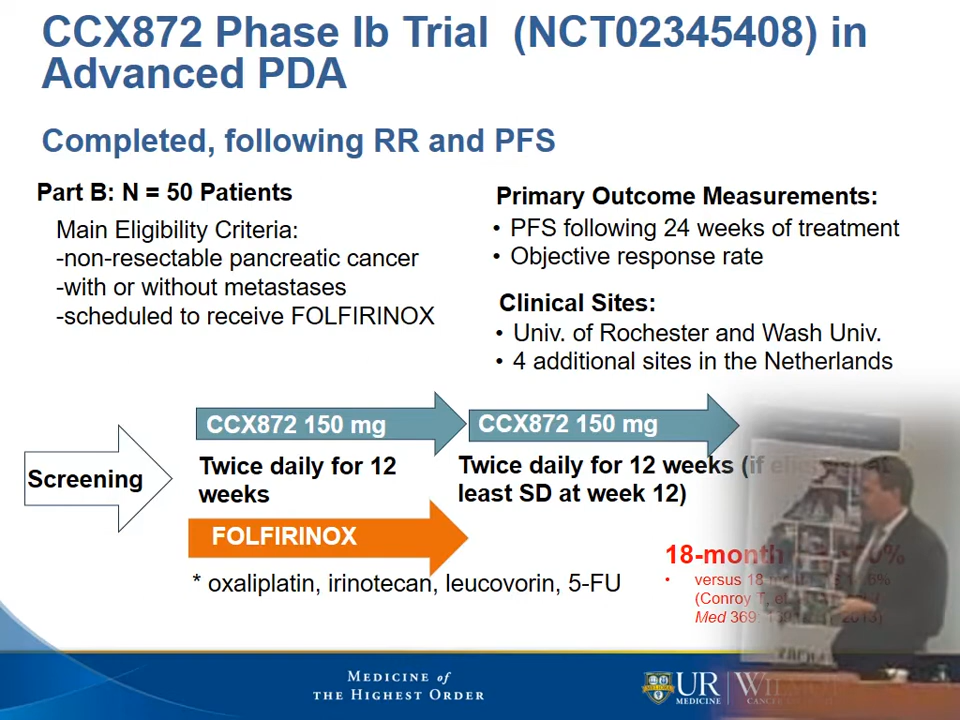 CCX872 Phase Ib Trial (NCT02345408) in
Advanced PDA
Completed, following RR and PFS
Part B: N = 50 Patients
Main Eligibility Criteria:
-non-resectable pancreatic cancer
-with or without metastases
-scheduled to receive FOLFIRINOX
Primary Outcome Measurements:
• PFS following 24 weeks of treatment
• Objective response rate
Clinical Sites:
• Univ. of Rochester and Wash Univ.
• 4 additional sites in the Netherlands
Screening
CCX872 150 mg
CCX872 150 mg
Twice daily for 12
weeks
Twice daily for 12 weeks (if at
least SD at week 12)
FOLFIRINOX
* oxaliplatin, irinotecan, leucovorin, 5-FU
18-month
• versus 18
(Conroy T, et
Med 369: 2013)
MEDICINE of
THE HIGHEST ORDER
UR
MEDICINE